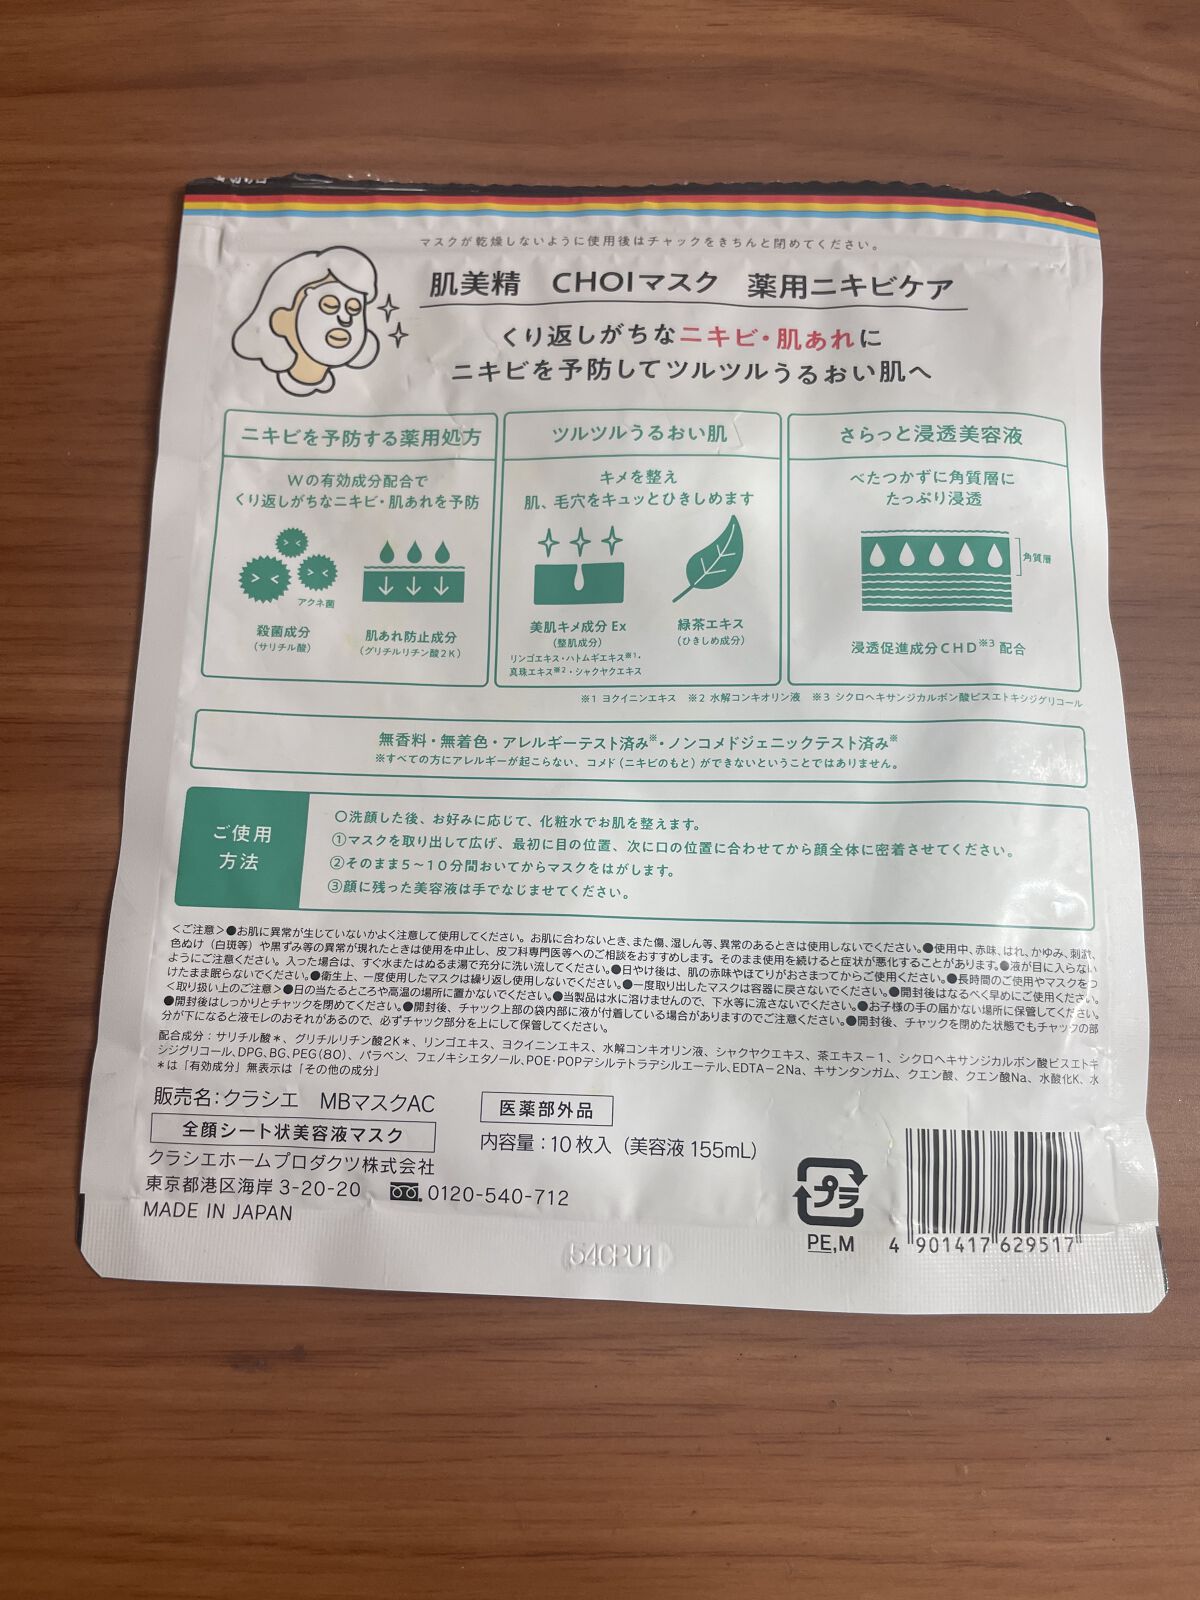 マスクが乾燥しないように使用後はチャックをきちんと閉めてください。
肌美精 CHOIマスク 薬用ニキビケア
くり返しがちなニキビ・肌あれに
ニキビを予防してツルツルうるおい肌へ
ニキビを予防する薬用処方
Wの有効成分配合で
くり返しがちなニキビ・肌あれを予防
アクネ菌
殺菌成分
(サリチル酸)
肌あれ防止成分
(グリチルリチン酸2K)
ツルツルうるおい肌
キメを整え
肌、毛穴をキュッとひきしめます
美肌キメ成分 Ex
(整肌成分)
リンゴエキス・ハトムギエキス※1・
真珠エキス※2・シャクヤクエキス
緑茶エキス
(ひきしめ成分)
さらっと浸透美容液
べたつかずに角質層に
たっぷり浸透
角質層
浸透促進成分CHD※3配合
※1 ヨクイニンエキス ※2 水解コンキオリン液 ※3 シクロヘキサンジカルボン酸ビスエトキシジグリコール
無香料・無着色・アレルギーテスト済み※・ノンコメドジェニックテスト済み※
※すべての方にアレルギーが起こらない、コメド(ニキビのもと)ができないということではありません。
ご使用
方法
○洗顔した後、お好みに応じて、化粧水でお肌を整えます。
①マスクを取り出して広げ、最初に目の位置、次に口の位置に合わせてから顔全体に密着させてください。
②そのまま5～10分間おいてからマスクをはがします。
③顔に残った美容液は手でなじませてください。
＜ご注意＞●お肌に異常が生じていないかよく注意して使用してください。お肌に合わないとき、また傷、湿しん等、異常のあるときは使用しないでください。●使用中、赤味、はれ、かゆみ、刺激、
色ぬけ（白斑等）や黒ずみ等の異常が現れたときは使用を中止し、皮フ科専門医等へのご相談をおすすめします。そのまま使用を続けると症状が悪化することがあります。●液が目に入らない
ようにご注意ください。入った場合は、すぐ水またはぬるま湯で充分に洗い流してください。●日やけ後は、肌の赤味やほてりがおさまってからご使用ください。●長時間のご使用やマスクをつ
けたまま眠らないでください。●衛生上、一度使用したマスクは繰り返し使用しないでください。●一度取り出したマスクは容器に戻さないでください。●開封後はなるべく早めにご使用ください。
＜取り扱い上のご注意＞●日の当たるところや高温の場所に置かないでください。●当製品は水に溶けませんので、下水等に流さないでください。●お子様の手の届かない場所に保管してください。
●開封後はしっかりとチャックを閉めてください。●開封後、チャック上部の袋内部に液が付着している場合がありますのでご注意ください。●開封後、チャックを閉めた状態でもチャックの部
分が下になると液モレのおそれがあるので、必ずチャック部分を上にして保管してください。
配合成分：サリチル酸＊、グリチルリチン酸2K＊、リンゴエキス、ヨクイニンエキス、水解コンキオリン液、シャクヤクエキス、茶エキス－1、シクロヘキサンジカルボン酸ビスエトキ
シジグリコール、DPG、BG、PEG(80)、パラベン、フェノキシエタノール、POE・POPデシルテトラデシルエーテル、EDTA－2Na、キサンタンガム、クエン酸、クエン酸Na、水酸化K、水
＊は「有効成分」無表示は「その他の成分」
販売名：クラシエ MBマスクAC
医薬部外品
全顔シート状美容液マスク
内容量：10枚入（美容液 155mL）
クラシエホームプロダクツ株式会社
東京都港区海岸 3-20-20 0120-540-712
MADE IN JAPAN
プラ
PE,M
4 901417 629517
54CPU1